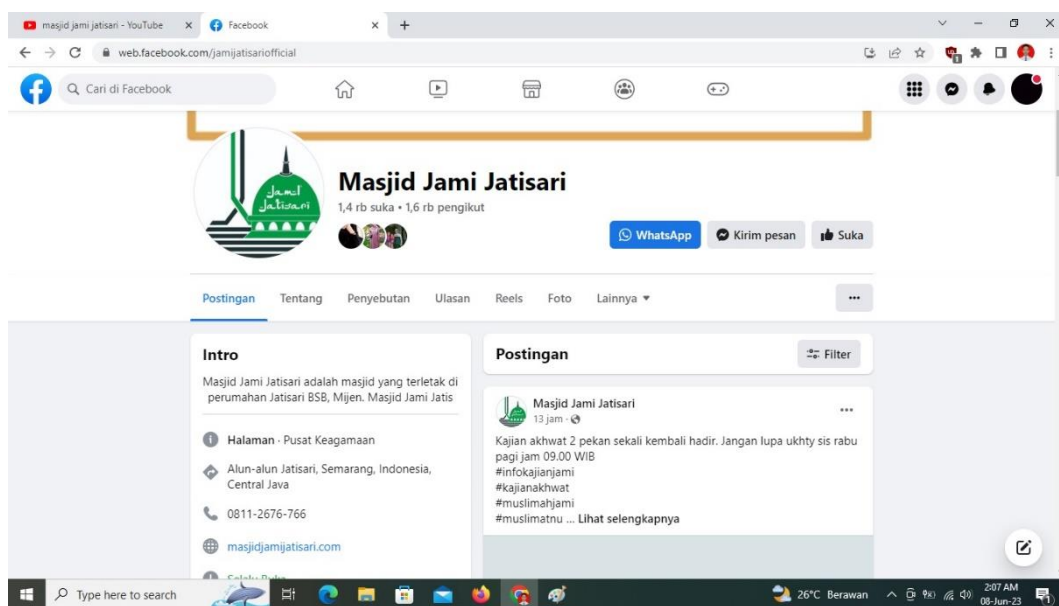 masjid jami jatisari - YouTube
Facebook
web.facebook.com/jamijatisariofficial
Cari di Facebook
Jami
Jatisari
Masjid Jami Jatisari
1,4 rb suka • 1,6 rb pengikut
WhatsApp
Kirim pesan
Suka
Postingan
Tentang
Penyebutan
Ulasan
Reels
Foto
Lainnya
Intro
Masjid Jami Jatisari adalah masjid yang terletak di
perumahan Jatisari BSB, Mijen. Masjid Jami Jatis
Halaman · Pusat Keagamaan
Alun-alun Jatisari, Semarang, Indonesia,
Central Java
0811-2676-766
masjidjamijatisari.com
Selalu Buka
Postingan
Filter
Masjid Jami Jatisari
13 jam ·
Kajian akhwat 2 pekan sekali kembali hadir. Jangan lupa ukhty sis rabu
pagi jam 09.00 WIB
#infokajianjami
#kajianakhwat
#muslimahjami
#muslimatnu ... Lihat selengkapnya
Type here to search
26°C Berawan
2:07 AM
08-Jun-23